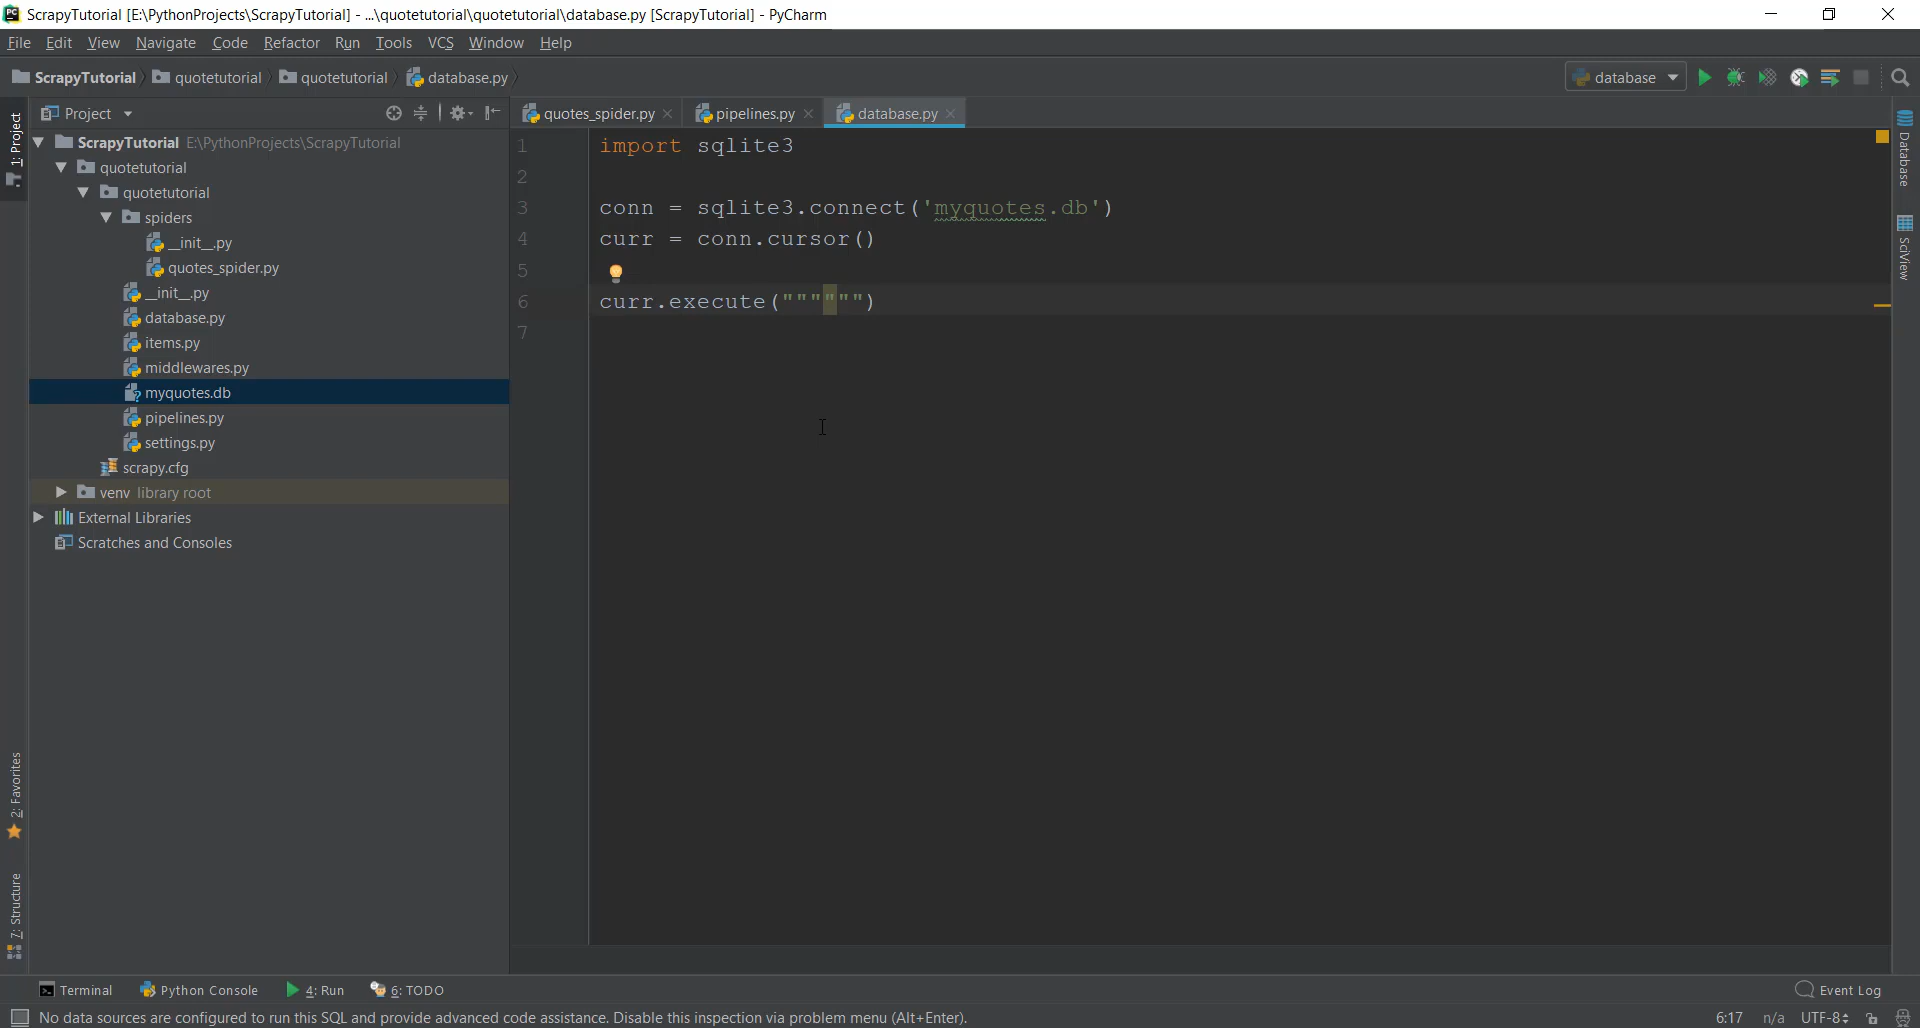 ScrapyTutorial [E:\PythonProjects\ScrapyTutorial] - ...\quotetutorial\quotetutorial\database.py [ScrapyTutorial] - PyCharm
File Edit View Navigate Code Refactor Run Tools VCS Window Help
ScrapyTutorial quotetutorial quotetutorial database.py database
Project
quotes_spider.py pipelines.py database.py
1: Project
ScrapyTutorial E:\PythonProjects\ScrapyTutorial
quotetutorial
quotetutorial
spiders
__init__.py
quotes_spider.py
__init__.py
database.py
items.py
middlewares.py
myquotes.db
pipelines.py
settings.py
scrapy.cfg
venv library root
External Libraries
Scratches and Consoles
1 import sqlite3
2
3 conn = sqlite3.connect('myquotes.db')
4 curr = conn.cursor()
5
6 curr.execute("""""")
7
Database
SciView
2: Favorites
7: Structure
Terminal Python Console 4: Run 6: TODO Event Log
No data sources are configured to run this SQL and provide advanced code assistance. Disable this inspection via problem menu (Alt+Enter). 6:17 n/a UTF-8